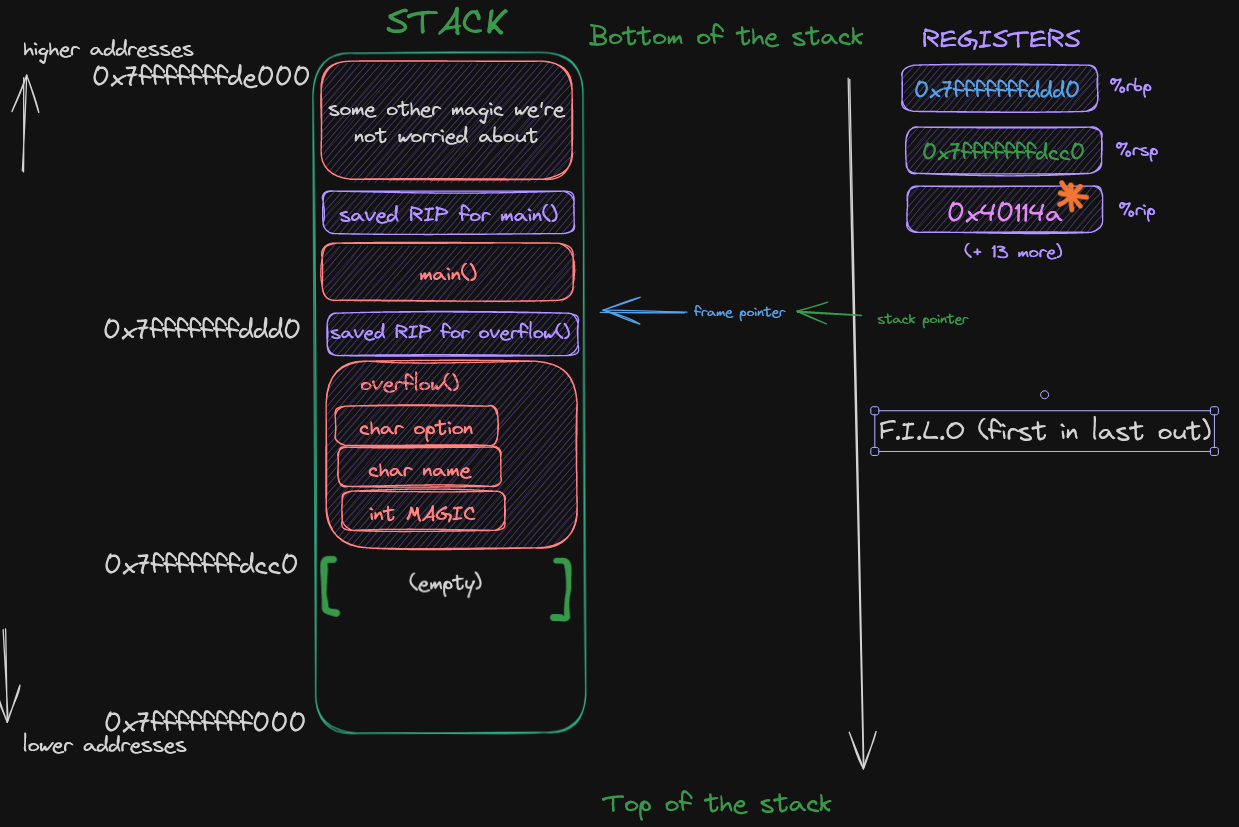 STACK
Bottom of the stack
REGISTERS
higher addresses
0x7fffffffde000
some other magic we're
not worried about
0x7fffffffddd0
%rbp
0x7fffffffdcc0
%rsp
0x40114a
%rip
(+ 13 more)
saved RIP for main()
main()
0x7fffffffddd0
saved RIP for overflow()
frame pointer
stack pointer
overflow()
char option
char name
int MAGIC
F.I.L.O (first in last out)
0x7fffffffdcc0
(empty)
0x7fffffffff000
lower addresses
Top of the stack